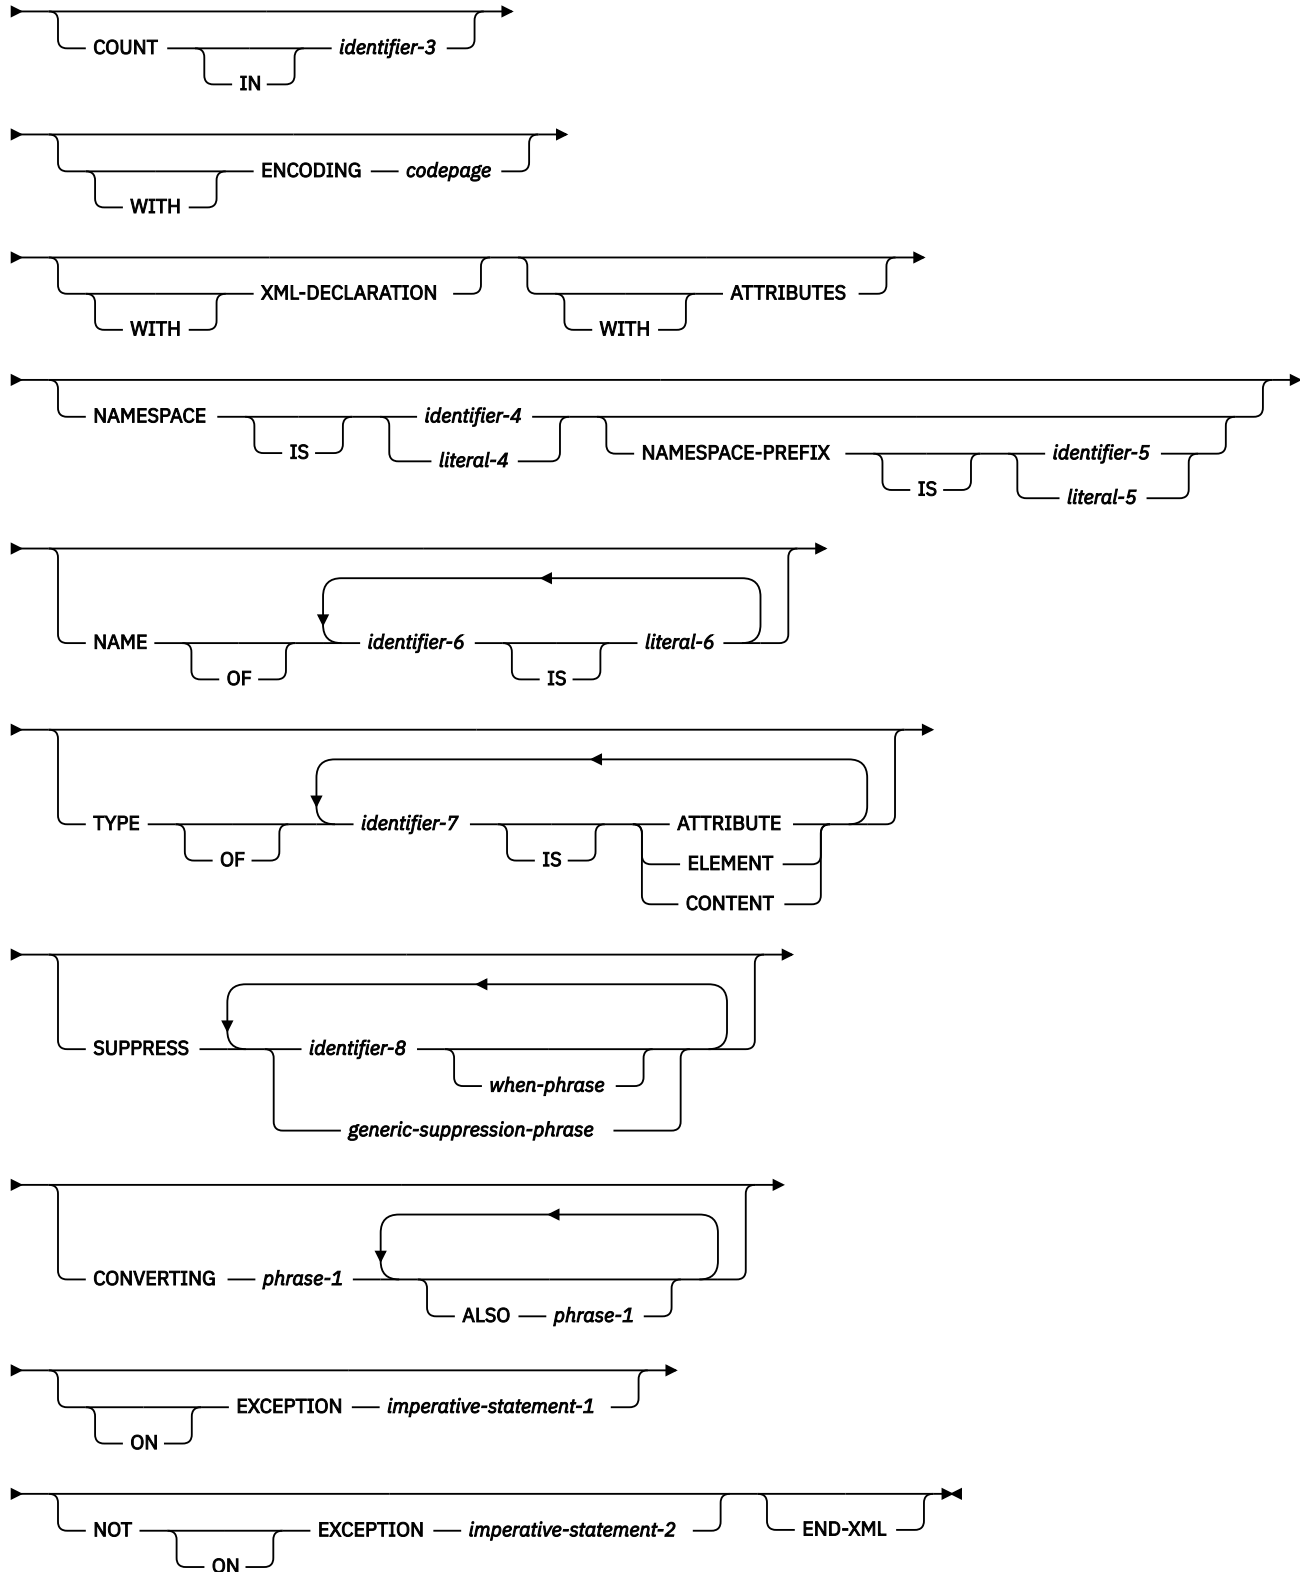 COUNT identifier-3
IN
ENCODING codepage
WITH
XML-DECLARATION ATTRIBUTES
WITH WITH
NAMESPACE identifier-4
IS literal-4 NAMESPACE-PREFIX identifier-5
IS literal-5
NAME identifier-6 literal-6
OF IS
TYPE identifier-7 ATTRIBUTE
OF IS ELEMENT
CONTENT
SUPPRESS identifier-8
when-phrase
generic-suppression-phrase
CONVERTING phrase-1
ALSO phrase-1
EXCEPTION imperative-statement-1
ON
NOT EXCEPTION imperative-statement-2 END-XML
ON